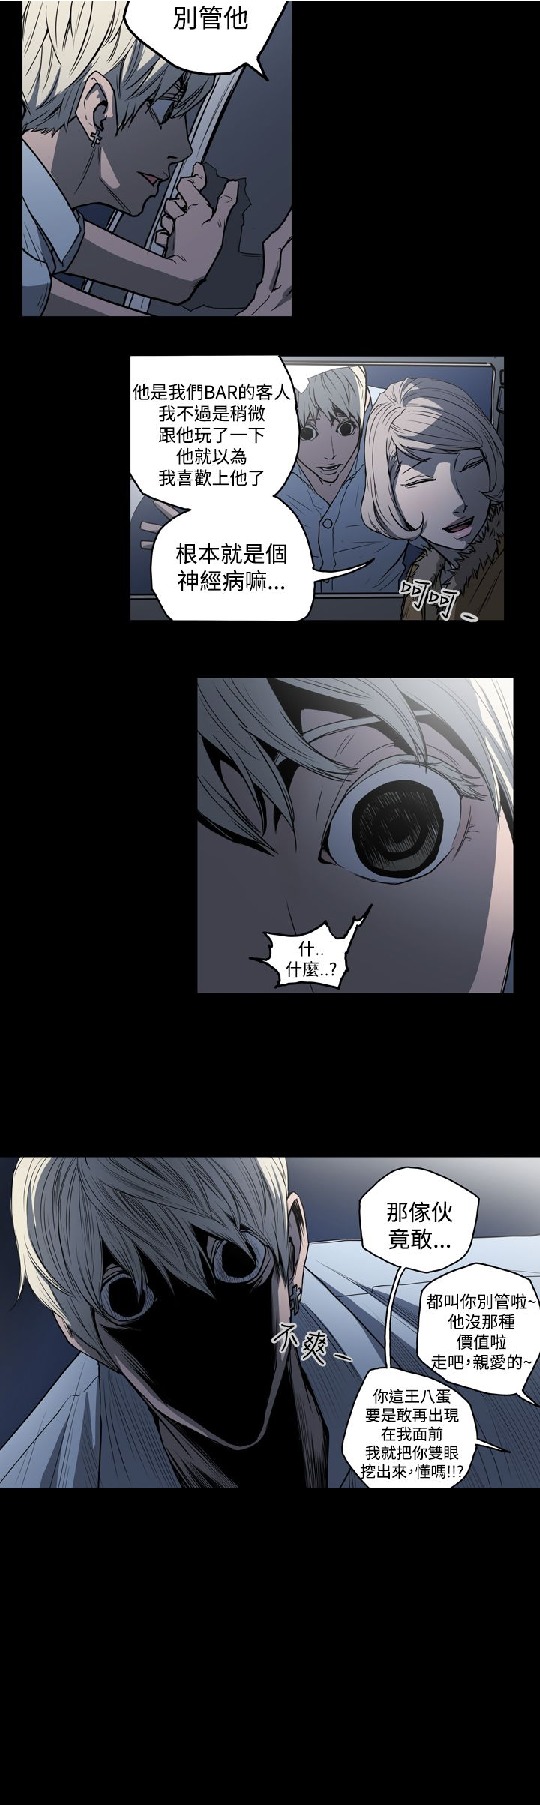 別管他
他是我們BAR的客人
我不過是稍微
跟他玩了一下
他就以為
我喜歡上他了
根本就是個
神經病嘛...
呵呵~
什..
什麼..?
那傢伙
竟敢...
都叫你別管啦~
他沒那種
價值啦
走吧,親愛的~
不爽~
你這王八蛋
要是敢再出現
在我面前
我就把你雙眼
挖出來,懂嗎!!?